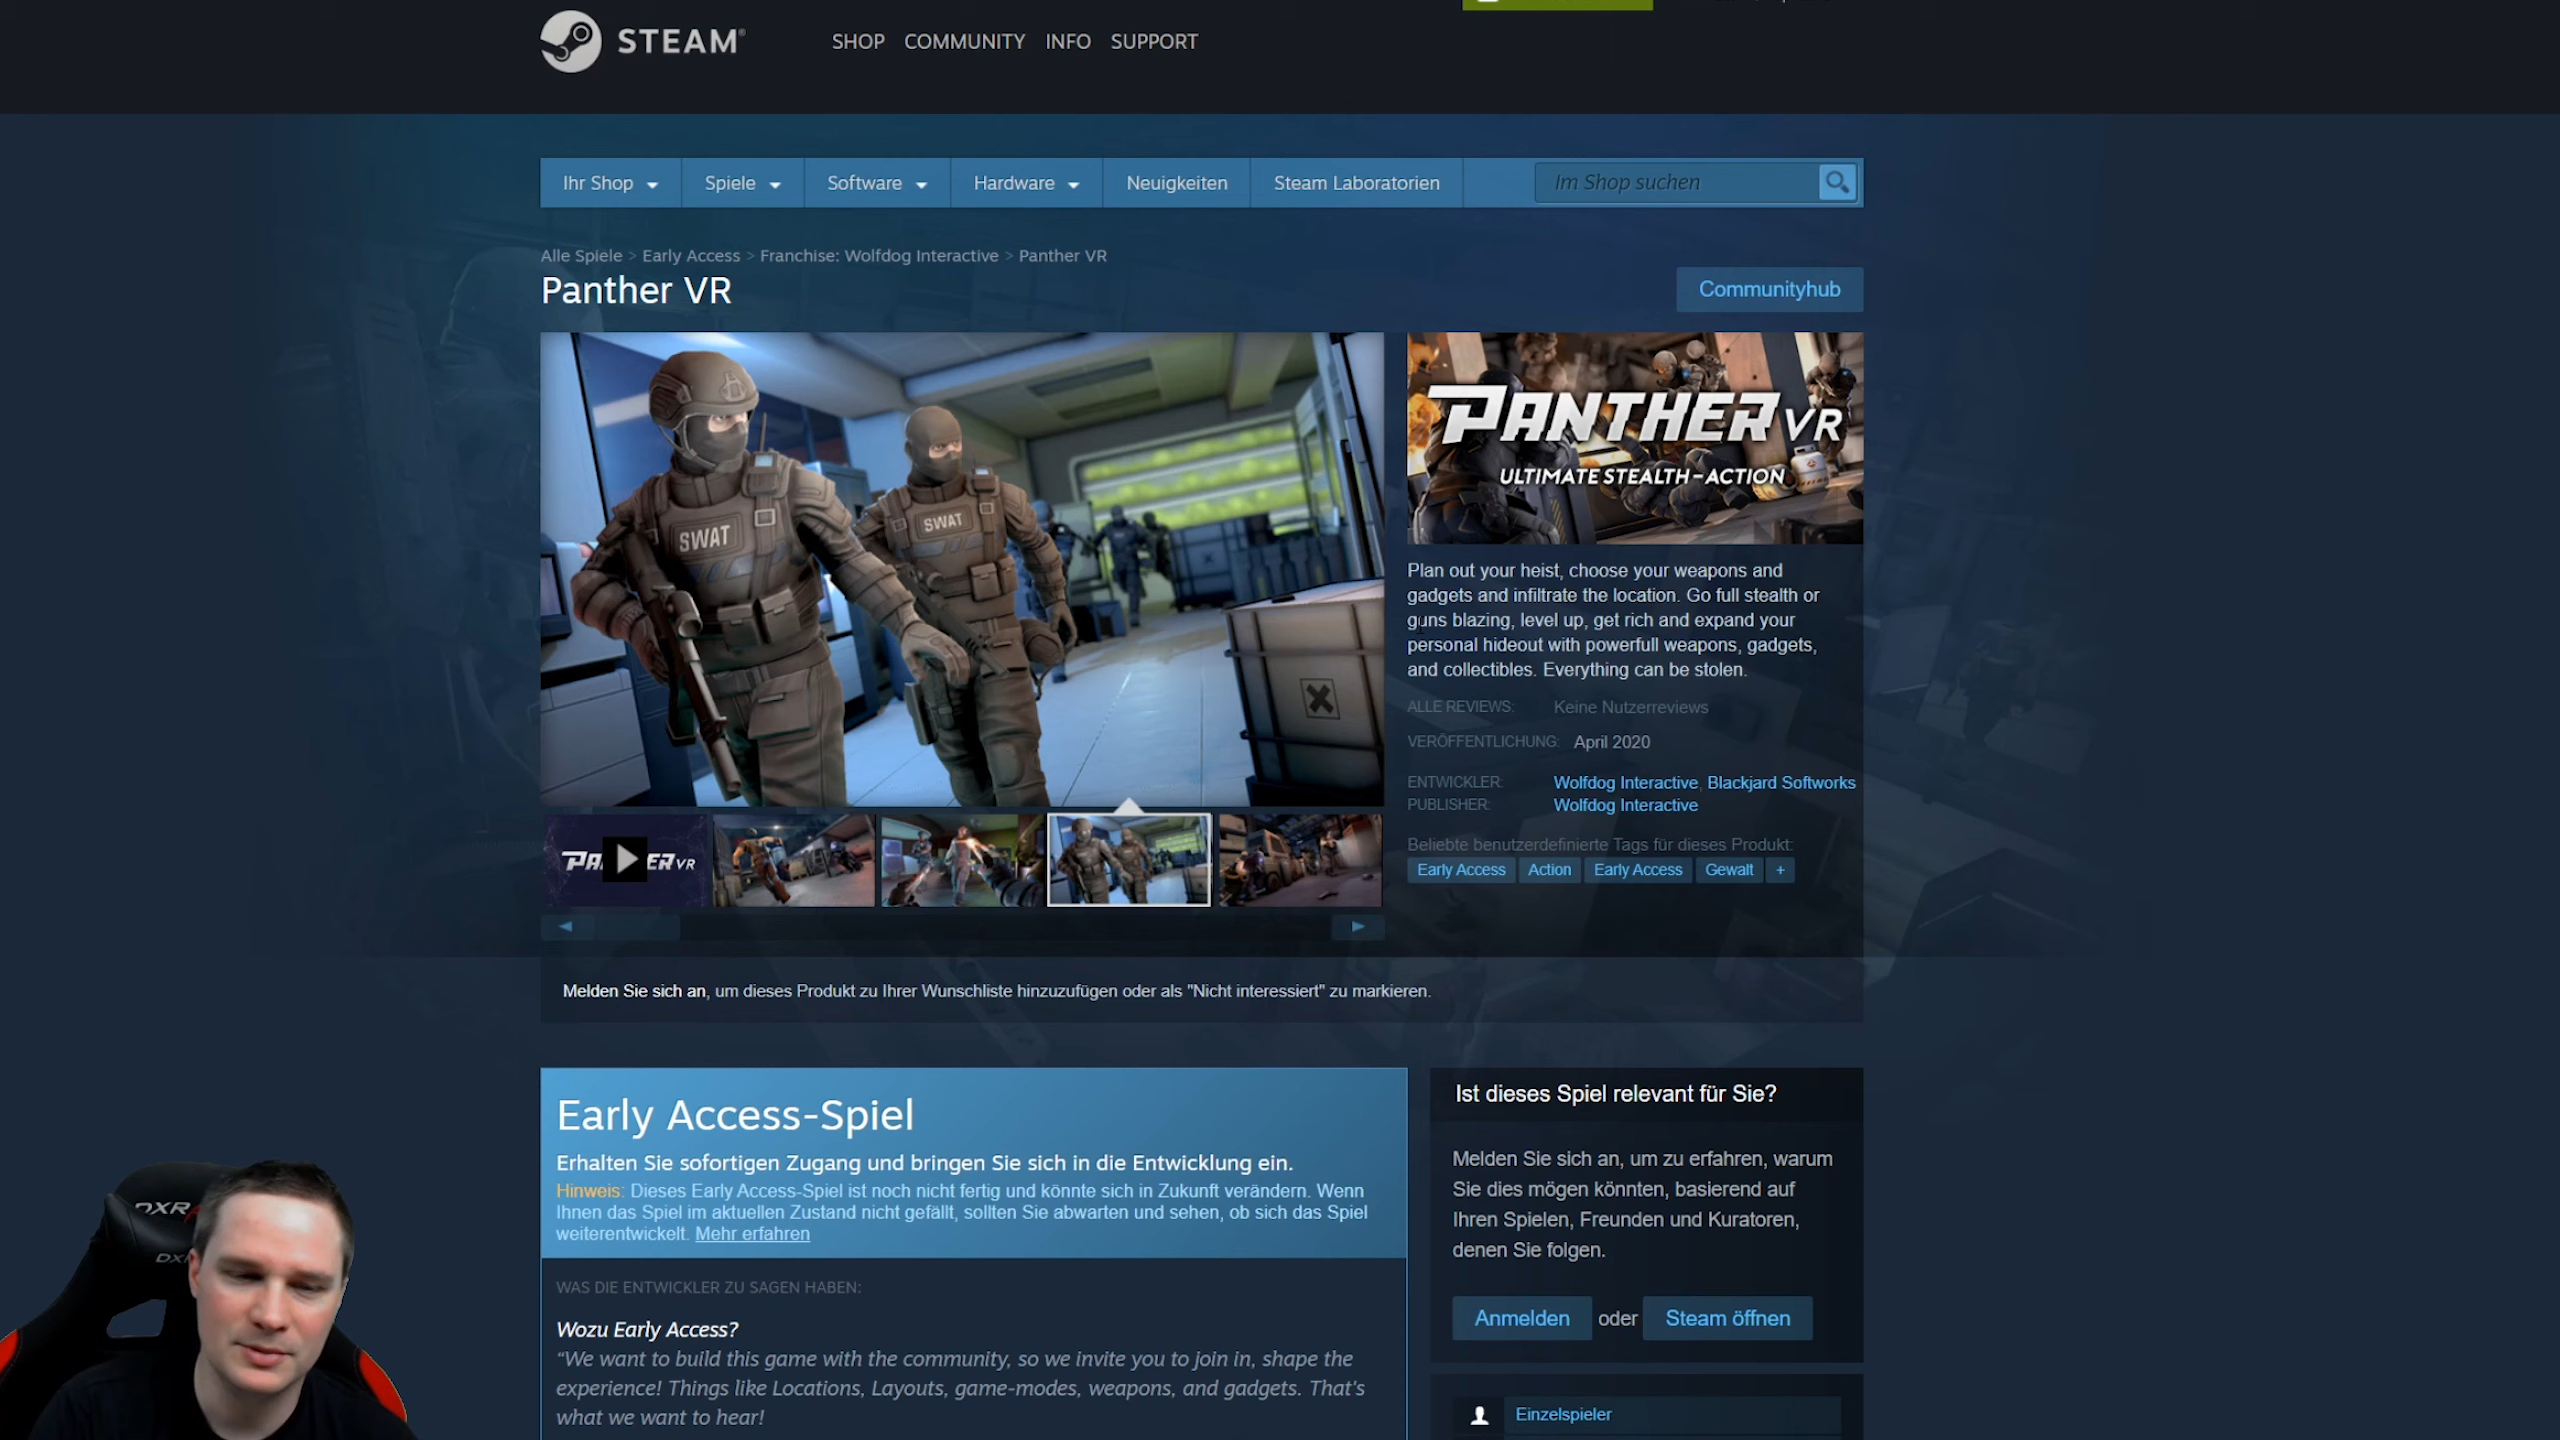 STEAM®
SHOP COMMUNITY INFO SUPPORT
Ihr Shop Spiele Software Hardware Neuigkeiten Steam Laboratorien Im Shop suchen
Alle Spiele > Early Access > Franchise: Wolfdog Interactive > Panther VR
Panther VR
Communityhub
SWAT
SWAT
PANTHER VR
ULTIMATE STEALTH-ACTION
Plan out your heist, choose your weapons and
gadgets and infiltrate the location. Go full stealth or
guns blazing, level up, get rich and expand your
personal hideout with powerfull weapons, gadgets,
and collectibles. Everything can be stolen.
ALLE REVIEWS: Keine Nutzerreviews
VERÖFFENTLICHUNG: April 2020
ENTWICKLER: Wolfdog Interactive, Blackjard Softworks
PUBLISHER: Wolfdog Interactive
Beliebte benutzerdefinierte Tags für dieses Produkt:
Early Access Action Early Access Gewalt +
Melden Sie sich an, um dieses Produkt zu Ihrer Wunschliste hinzuzufügen oder als "Nicht interessiert" zu markieren.
Early Access-Spiel
Erhalten Sie sofortigen Zugang und bringen Sie sich in die Entwicklung ein.
Hinweis: Dieses Early Access-Spiel ist noch nicht fertig und könnte sich in Zukunft verändern. Wenn
Ihnen das Spiel im aktuellen Zustand nicht gefällt, sollten Sie abwarten und sehen, ob sich das Spiel
weiterentwickelt. Mehr erfahren
WAS DIE ENTWICKLER ZU SAGEN HABEN:
Wozu Early Access?
“We want to build this game with the community, so we invite you to join in, shape the
experience! Things like Locations, Layouts, game-modes, weapons, and gadgets. That's
what we want to hear!
Ist dieses Spiel relevant für Sie?
Melden Sie sich an, um zu erfahren, warum
Sie dies mögen könnten, basierend auf
Ihren Spielen, Freunden und Kuratoren,
denen Sie folgen.
Anmelden oder Steam öffnen
Einzelspieler